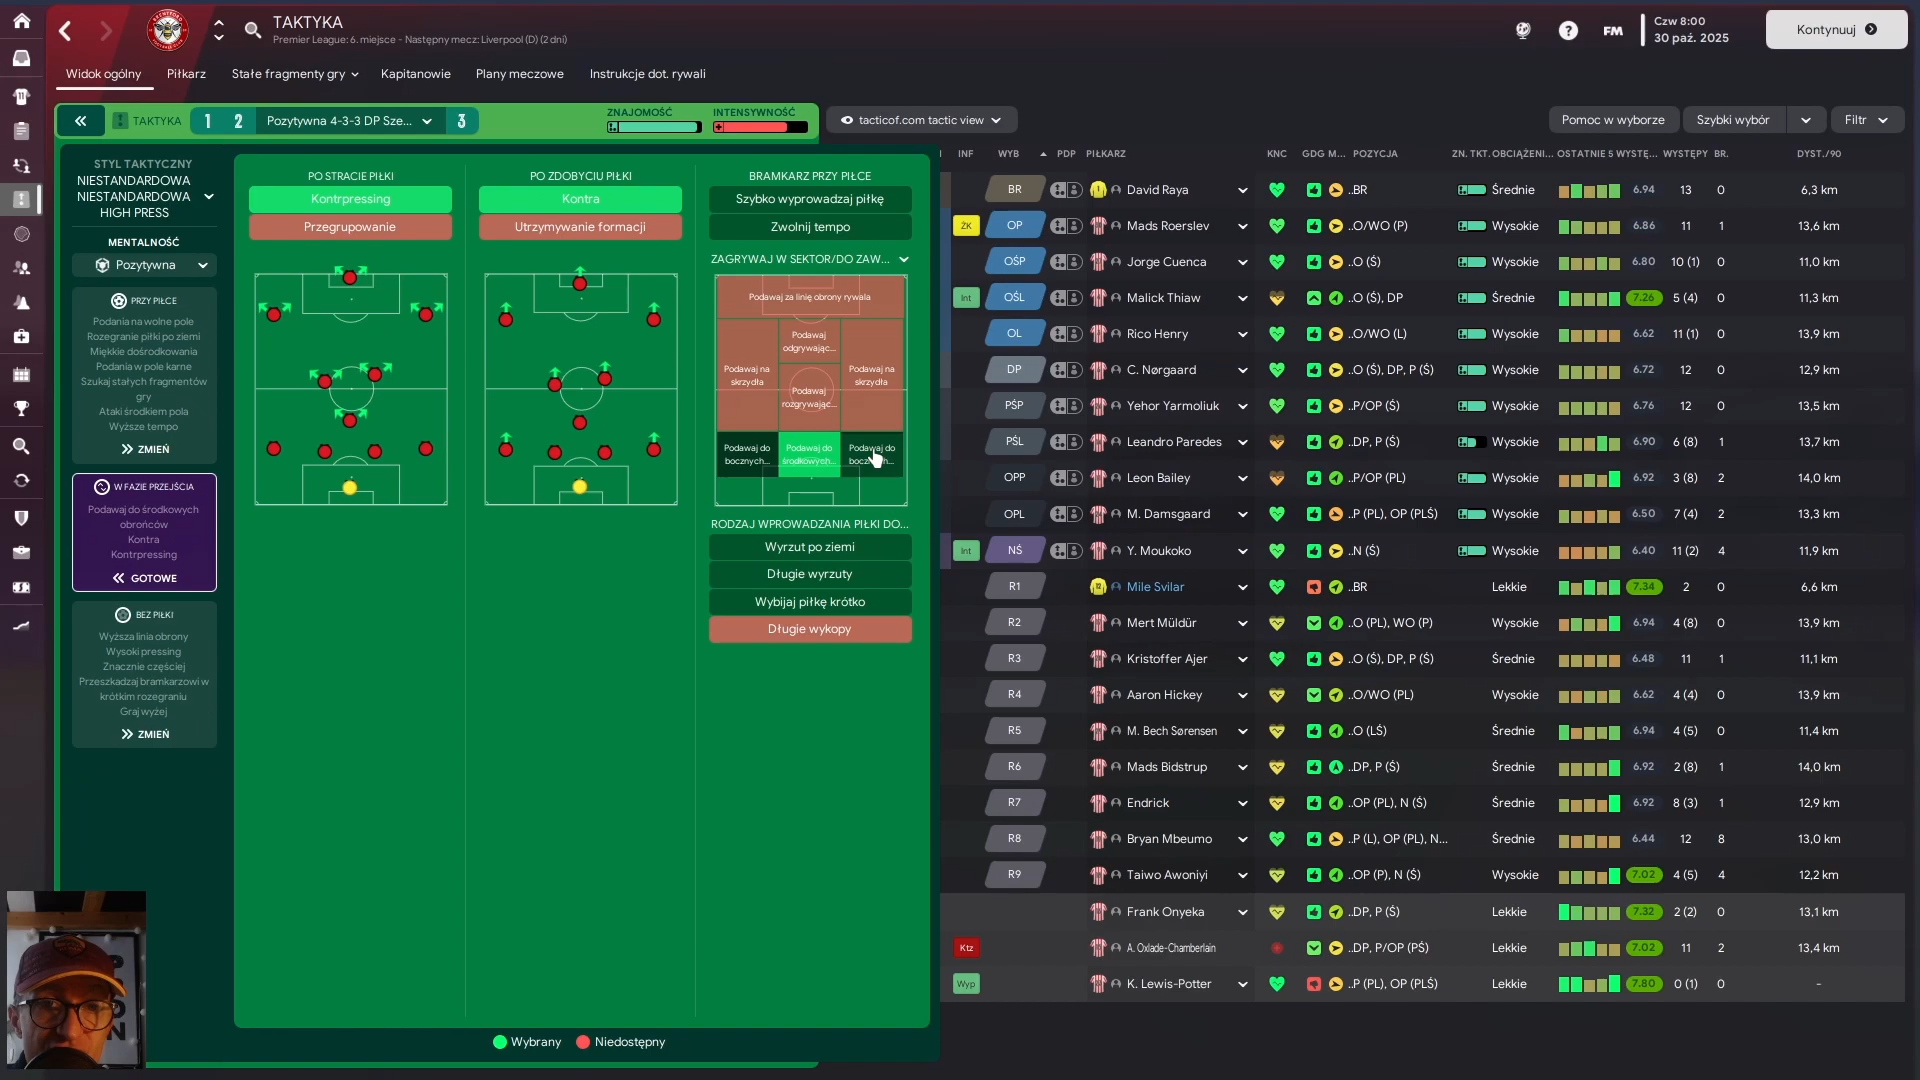 TAKTYKA
Premier League: 6. miejsce - Następny mecz: Liverpool (D) (2 dni)
FM
Czw 8:00
30 paź. 2025
Kontynuuj
Widok ogólny
Piłkarz
Stałe fragmenty gry
Kapitanowie
Plany meczowe
Instrukcje dot. rywali
TAKTYKA
1
2
Pozytywna 4-3-3 DP Sze...
3
ZNAJOMOŚĆ
INTENSYWNOŚĆ
tacticof.com tactic view
Pomoc w wyborze
Szybki wybór
Filtr
STYL TAKTYCZNY
NIESTANDARDOWA
NIESTANDARDOWA
HIGH PRESS
MENTALNOŚĆ
Pozytywna
PRZY PIŁCE
Podania na wolne pole
Rozegranie piłki po ziemi
Miękkie dośrodkowania
Podania w pole karne
Szukaj stałych fragmentów
gry
Ataki środkiem pola
Wyższe tempo
ZMIEŃ
W FAZIE PRZEJŚCIA
Podawaj do środkowych
obrońców
Kontra
Kontrpressing
GOTOWE
BEZ PIŁKI
Wyższa linia obrony
Wysoki pressing
Znacznie częściej
Przeszkadzaj bramkarzowi w
krótkim rozegraniu
Graj wyżej
ZMIEŃ
PO STRACIE PIŁKI
Kontrpressing
Przegrupowanie
PO ZDOBYCIU PIŁKI
Kontra
Utrzymywanie formacji
BRAMKARZ PRZY PIŁCE
Szybko wyprowadzaj piłkę
Zwolnij tempo
ZAGRYWAJ W SEKTOR/DO ZAW...
Podawaj za linię obrony rywala
Podawaj
odgrywając...
Podawaj na
skrzydła
Podawaj na
skrzydła
Podawaj
rozgrywając...
Podawaj do
bocznych...
Podawaj do
środkowych...
Podawaj do
RODZAJ WPROWADZANIA PIŁKI DO...
Wyrzut po ziemi
Długie wyrzuty
Wybijaj piłkę krótko
Długie wykopy
Wybrany
Niedostępny
INF WYB PDP PIŁKARZ KNC GDG M... POZYCJA ZN. TKT. OBCIĄŻENI... OSTATNIE 5 WYSTĘ... WYSTĘPY BR. DYST./90
BR David Raya ..BR Średnie 6.94 13 0 6,3 km
ŻK OP Mads Roerslev ..O/WO (P) Wysokie 6.86 11 1 13,6 km
OŚP Jorge Cuenca ..O (Ś) Wysokie 6.80 10 (1) 0 11,0 km
Int OŚL Malick Thiaw ..O (Ś), DP Średnie 7.26 5 (4) 0 11,3 km
OL Rico Henry ..O/WO (L) Wysokie 6.62 11 (1) 0 13,9 km
DP C. Nørgaard ..O (Ś), DP, P (Ś) Wysokie 6.72 12 0 12,9 km
PŚP Yehor Yarmoliuk ..P/OP (Ś) Wysokie 6.76 12 0 13,5 km
PŚL Leandro Paredes ..DP, P (Ś) Wysokie 6.90 6 (8) 1 13,7 km
OPP Leon Bailey ..P/OP (PL) Wysokie 6.92 3 (8) 2 14,0 km
OPL M. Damsgaard ..P (PL), OP (PLŚ) Wysokie 6.50 7 (4) 2 13,3 km
Int NŚ Y. Moukoko ..N (Ś) Wysokie 6.40 11 (2) 4 11,9 km
R1 Mile Svilar ..BR Lekkie 7.34 2 0 6,6 km
R2 Mert Müldür ..O (PL), WO (P) Wysokie 6.94 4 (8) 0 13,9 km
R3 Kristoffer Ajer ..O (Ś), DP, P (Ś) Średnie 6.48 11 1 11,1 km
R4 Aaron Hickey ..O/WO (PL) Wysokie 6.62 4 (4) 0 13,9 km
R5 M. Bech Sørensen ..O (LŚ) Średnie 6.94 4 (5) 0 11,4 km
R6 Mads Bidstrup ..DP, P (Ś) Średnie 6.92 2 (8) 1 14,0 km
R7 Endrick ..OP (PL), N (Ś) Średnie 6.92 8 (3) 1 12,9 km
R8 Bryan Mbeumo ..P (L), OP (PL), N... Średnie 6.44 12 8 13,0 km
R9 Taiwo Awoniyi ..OP (P), N (Ś) Wysokie 7.02 4 (5) 4 12,2 km
Frank Onyeka ..DP, P (Ś) Lekkie 7.32 2 (2) 0 13,1 km
Ktz A. Oxlade-Chamberlain ..DP, P/OP (PŚ) Lekkie 7.02 11 2 13,4 km
Wyp K. Lewis-Potter ..P (PL), OP (PLŚ) Lekkie 7.80 0 (1) 0 -